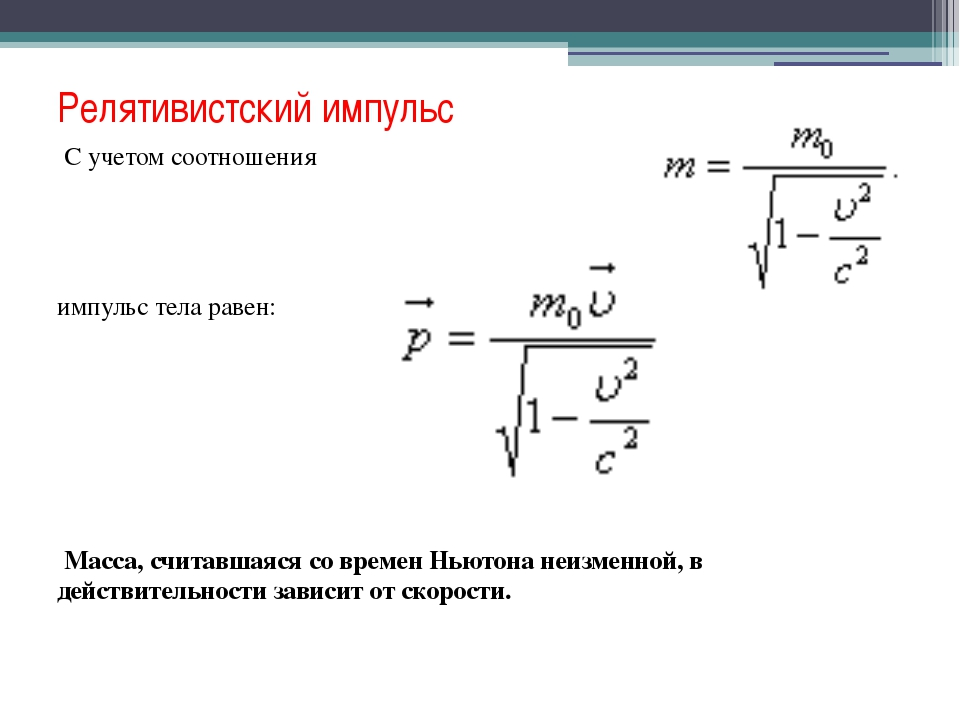 Релятивистский импульс
С учетом соотношения
m = m₀ / √(1 − υ²/c²) .
импульс тела равен:
p⃗ = m₀υ⃗ / √(1 − υ²/c²)
Масса, считавшаяся со времен Ньютона неизменной, в
действительности зависит от скорости.